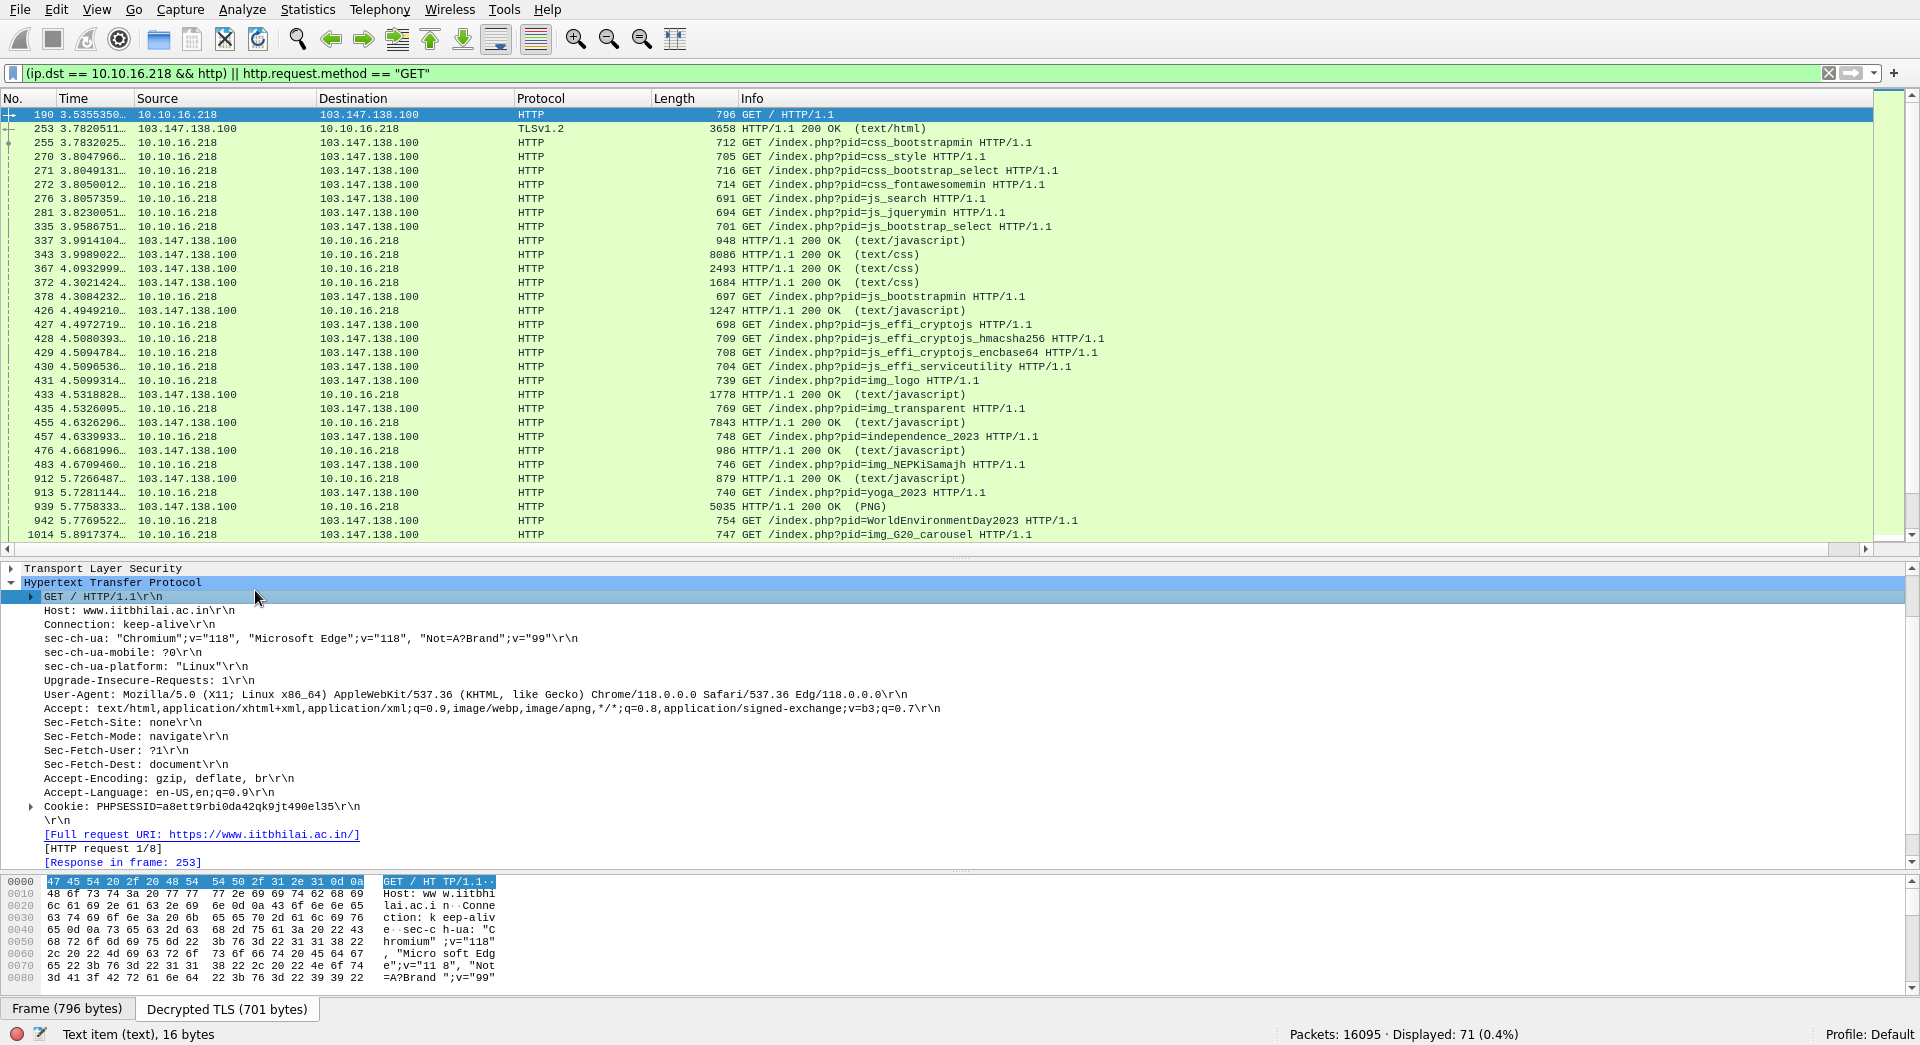 File Edit View Go Capture Analyze Statistics Telephony Wireless Tools Help
(ip.dst == 10.10.16.218 && http) || http.request.method == "GET"
No. Time Source Destination Protocol Length Info
190 3.5355350… 10.10.16.218 103.147.138.100 HTTP 796 GET / HTTP/1.1
253 3.7820511… 103.147.138.100 10.10.16.218 TLSv1.2 3658 HTTP/1.1 200 OK (text/html)
255 3.7832025… 10.10.16.218 103.147.138.100 HTTP 712 GET /index.php?pid=css_bootstrapmin HTTP/1.1
270 3.8047966… 10.10.16.218 103.147.138.100 HTTP 705 GET /index.php?pid=css_style HTTP/1.1
271 3.8049131… 10.10.16.218 103.147.138.100 HTTP 716 GET /index.php?pid=css_bootstrap_select HTTP/1.1
272 3.8050012… 10.10.16.218 103.147.138.100 HTTP 714 GET /index.php?pid=css_fontawesomemin HTTP/1.1
276 3.8057359… 10.10.16.218 103.147.138.100 HTTP 691 GET /index.php?pid=js_search HTTP/1.1
281 3.8230051… 10.10.16.218 103.147.138.100 HTTP 694 GET /index.php?pid=js_jquerymin HTTP/1.1
335 3.9586751… 10.10.16.218 103.147.138.100 HTTP 701 GET /index.php?pid=js_bootstrap_select HTTP/1.1
337 3.9914104… 103.147.138.100 10.10.16.218 HTTP 948 HTTP/1.1 200 OK (text/javascript)
343 3.9989022… 103.147.138.100 10.10.16.218 HTTP 8086 HTTP/1.1 200 OK (text/css)
367 4.0932999… 103.147.138.100 10.10.16.218 HTTP 2493 HTTP/1.1 200 OK (text/css)
372 4.3021424… 103.147.138.100 10.10.16.218 HTTP 1684 HTTP/1.1 200 OK (text/css)
378 4.3084232… 10.10.16.218 103.147.138.100 HTTP 697 GET /index.php?pid=js_bootstrapmin HTTP/1.1
426 4.4949210… 103.147.138.100 10.10.16.218 HTTP 1247 HTTP/1.1 200 OK (text/javascript)
427 4.4972719… 10.10.16.218 103.147.138.100 HTTP 698 GET /index.php?pid=js_effi_cryptojs HTTP/1.1
428 4.5080393… 10.10.16.218 103.147.138.100 HTTP 709 GET /index.php?pid=js_effi_cryptojs_hmacsha256 HTTP/1.1
429 4.5094784… 10.10.16.218 103.147.138.100 HTTP 708 GET /index.php?pid=js_effi_cryptojs_encbase64 HTTP/1.1
430 4.5096536… 10.10.16.218 103.147.138.100 HTTP 704 GET /index.php?pid=js_effi_serviceutility HTTP/1.1
431 4.5099314… 10.10.16.218 103.147.138.100 HTTP 739 GET /index.php?pid=img_logo HTTP/1.1
433 4.5318828… 103.147.138.100 10.10.16.218 HTTP 1778 HTTP/1.1 200 OK (text/javascript)
435 4.5326095… 10.10.16.218 103.147.138.100 HTTP 769 GET /index.php?pid=img_transparent HTTP/1.1
455 4.6326296… 103.147.138.100 10.10.16.218 HTTP 7843 HTTP/1.1 200 OK (text/javascript)
457 4.6339933… 10.10.16.218 103.147.138.100 HTTP 748 GET /index.php?pid=independence_2023 HTTP/1.1
476 4.6681996… 103.147.138.100 10.10.16.218 HTTP 986 HTTP/1.1 200 OK (text/javascript)
483 4.6709460… 10.10.16.218 103.147.138.100 HTTP 746 GET /index.php?pid=img_NEPKiSamajh HTTP/1.1
912 5.7266487… 103.147.138.100 10.10.16.218 HTTP 879 HTTP/1.1 200 OK (text/javascript)
913 5.7281144… 10.10.16.218 103.147.138.100 HTTP 740 GET /index.php?pid=yoga_2023 HTTP/1.1
939 5.7758333… 103.147.138.100 10.10.16.218 HTTP 5035 HTTP/1.1 200 OK (PNG)
942 5.7769522… 10.10.16.218 103.147.138.100 HTTP 754 GET /index.php?pid=WorldEnvironmentDay2023 HTTP/1.1
1014 5.8917374… 10.10.16.218 103.147.138.100 HTTP 747 GET /index.php?pid=img_G20_carousel HTTP/1.1
Transport Layer Security
Hypertext Transfer Protocol
GET / HTTP/1.1\r\n
Host: www.iitbhilai.ac.in\r\n
Connection: keep-alive\r\n
sec-ch-ua: "Chromium";v="118", "Microsoft Edge";v="118", "Not=A?Brand";v="99"\r\n
sec-ch-ua-mobile: ?0\r\n
sec-ch-ua-platform: "Linux"\r\n
Upgrade-Insecure-Requests: 1\r\n
User-Agent: Mozilla/5.0 (X11; Linux x86_64) AppleWebKit/537.36 (KHTML, like Gecko) Chrome/118.0.0.0 Safari/537.36 Edg/118.0.0.0\r\n
Accept: text/html,application/xhtml+xml,application/xml;q=0.9,image/webp,image/apng,*/*;q=0.8,application/signed-exchange;v=b3;q=0.7\r\n
Sec-Fetch-Site: none\r\n
Sec-Fetch-Mode: navigate\r\n
Sec-Fetch-User: ?1\r\n
Sec-Fetch-Dest: document\r\n
Accept-Encoding: gzip, deflate, br\r\n
Accept-Language: en-US,en;q=0.9\r\n
Cookie: PHPSESSID=a8ett9rbi0da42qk9jt490el35\r\n
\r\n
[Full request URI: https://www.iitbhilai.ac.in/]
[HTTP request 1/8]
[Response in frame: 253]
0000 47 45 54 20 2f 20 48 54 54 50 2f 31 2e 31 0d 0a GET / HT TP/1.1··
0010 48 6f 73 74 3a 20 77 77 77 2e 69 69 74 62 68 69 Host: ww w.iitbhi
0020 6c 61 69 2e 61 63 2e 69 6e 0d 0a 43 6f 6e 6e 65 lai.ac.i n··Conne
0030 63 74 69 6f 6e 3a 20 6b 65 65 70 2d 61 6c 69 76 ction: k eep-aliv
0040 65 0d 0a 73 65 63 2d 63 68 2d 75 61 3a 20 22 43 e··sec-c h-ua: "C
0050 68 72 6f 6d 69 75 6d 22 3b 76 3d 22 31 31 38 22 hromium" ;v="118"
0060 2c 20 22 4d 69 63 72 6f 73 6f 66 74 20 45 64 67 , "Micro soft Edg
0070 65 22 3b 76 3d 22 31 31 38 22 2c 20 22 4e 6f 74 e";v="11 8", "Not
0080 3d 41 3f 42 72 61 6e 64 22 3b 76 3d 22 39 39 22 =A?Brand ";v="99"
Frame (796 bytes) Decrypted TLS (701 bytes)
Text item (text), 16 bytes Packets: 16095 · Displayed: 71 (0.4%) Profile: Default